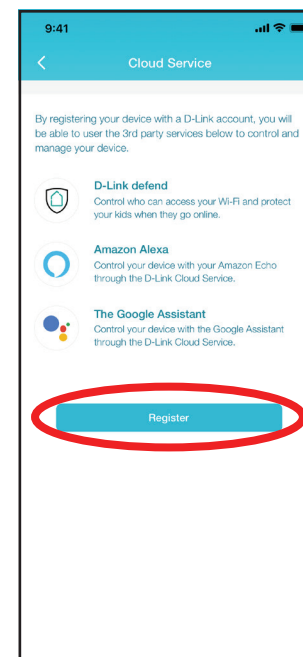 9:41
Cloud Service
By registering your device with a D-Link account, you will
be able to user the 3rd party services below to control and
manage your device.
D-Link defend
Control who can access your Wi-Fi and protect
your kids when they go online.
Amazon Alexa
Control your device with your Amazon Echo
through the D-Link Cloud Service.
The Google Assistant
Control your device with the Google Assistant
through the D-Link Cloud Service.
Register